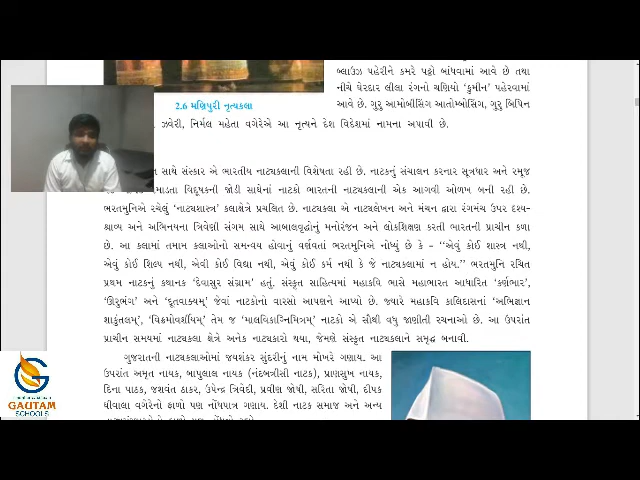 બ્લાઉઝ પહેરીને કમરે પટ્ટો બાંધવામાં આવે છે તથા
નીચે ઘેરદાર લીલા રંગનો ચણિયો ‘કુમીન’ પહેરવામાં
2.6 મણિપુરી નૃત્યકલા
આવે છે. ગુરુ આમોબીસિંગ આતોમ્બોસિંગ, ગુરુ બિપિન
ઝવેરી, નિર્મલ મહેતા વગેરેએ આ નૃત્યને દેશ વિદેશમાં નામના અપાવી છે.
સાથે સંસ્કાર એ ભારતીય નાટ્યકલાની વિશેષતા રહી છે. નાટકનું સંચાલન કરનાર સૂત્રધાર અને રમૂજ
વિદૂષકની જોડી સાથેનાં નાટકો ભારતની નાટ્યકલાની એક આગવી ઓળખ બની રહી છે.
ભરતમુનિએ રચેલું ‘નાટ્યશાસ્ત્ર’ કલાક્ષેત્રે પ્રચલિત છે. નાટ્યકલા એ નાટ્યલેખન અને મંચન દ્વારા રંગમંચ ઉપર દૃશ્ય-
શ્રાવ્ય અને અભિનયના ત્રિવેણી સંગમ સાથે આબાલવૃદ્ધોનું મનોરંજન અને લોકશિક્ષણ કરતી ભારતની પ્રાચીન કળા
છે. આ કલામાં તમામ કલાઓનો સમન્વય હોવાનું વર્ણવતાં ભરતમુનિએ નોંધ્યું છે કે - ‘‘એવું કોઈ શાસ્ત્ર નથી,
એવું કોઈ શિલ્પ નથી, એવી કોઈ વિદ્યા નથી, એવું કોઈ કર્મ નથી કે જે નાટ્યકલામાં ન હોય.’’ ભરતમુનિ રચિત
પ્રથમ નાટકનું કથાનક ‘દેવાસુર સંગ્રામ’ હતું. સંસ્કૃત સાહિત્યમાં મહાકવિ ભાસે મહાભારત આધારિત ‘કર્ણભાર’,
‘ઊરુભંગ’ અને ‘દૂતવાક્યમ્’ જેવાં નાટકોનો વારસો આપણને આપ્યો છે. જ્યારે મહાકવિ કાલિદાસનાં ‘અભિજ્ઞાન
શાકુંતલમ્’, ‘વિક્રમોર્વશીયમ્’ તેમ જ ‘માલવિકાગ્નિમિત્રમ્’ નાટકો એ સૌથી વધુ જાણીતી રચનાઓ છે. આ ઉપરાંત
પ્રાચીન સમયમાં નાટ્યકલા ક્ષેત્રે અનેક નાટ્યકારો થયા, જેમણે સંસ્કૃત નાટ્યકલાને સમૃદ્ધ બનાવી.
ગુજરાતની નાટ્યકલાઓમાં જયશંકર સુંદરીનું નામ મોખરે ગણાય. આ
ઉપરાંત અમૃત નાયક, બાપુલાલ નાયક (નંદબત્રીસી નાટક), પ્રાણસુખ નાયક,
દિના પાઠક, જશવંત ઠાકર, ઉપેન્દ્ર ત્રિવેદી, પ્રવીણ જોષી, સરિતા જોષી, દીપક
ઘીવાલા વગેરેનો ફાળો પણ નોંધપાત્ર ગણાય. દેશી નાટક સમાજ અને અન્ય
GAUTAM
SCHOOLS